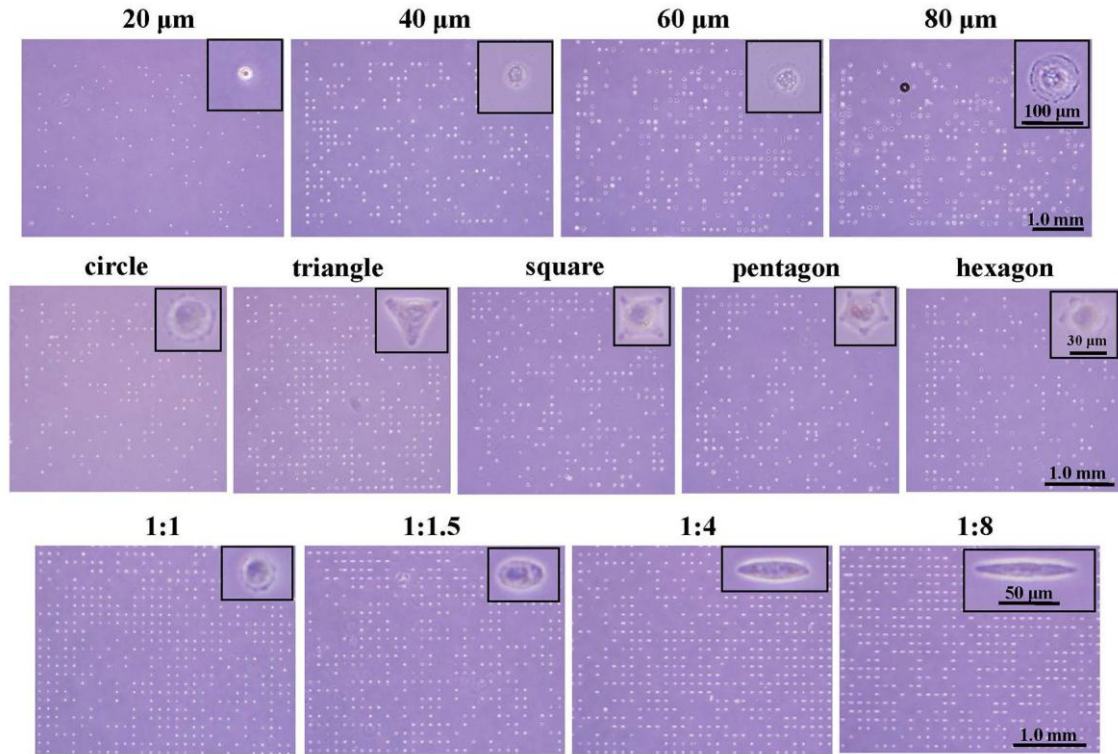 20 μm 40 μm 60 μm 80 μm
100 μm
1.0 mm
circle triangle square pentagon hexagon
30 μm
1.0 mm
1:1 1:1.5 1:4 1:8
50 μm
1.0 mm